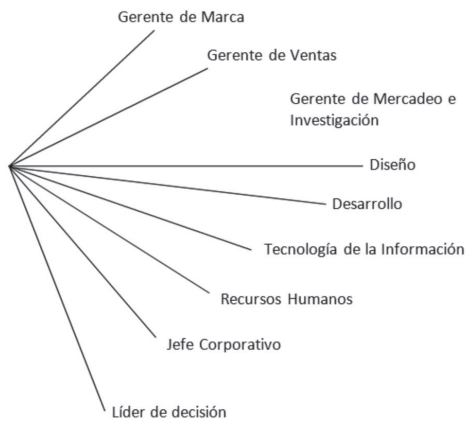 Gerente de Marca
Gerente de Ventas
Gerente de Mercadeo e
Investigación
Diseño
Desarrollo
Tecnología de la Información
Recursos Humanos
Jefe Corporativo
Líder de decisión